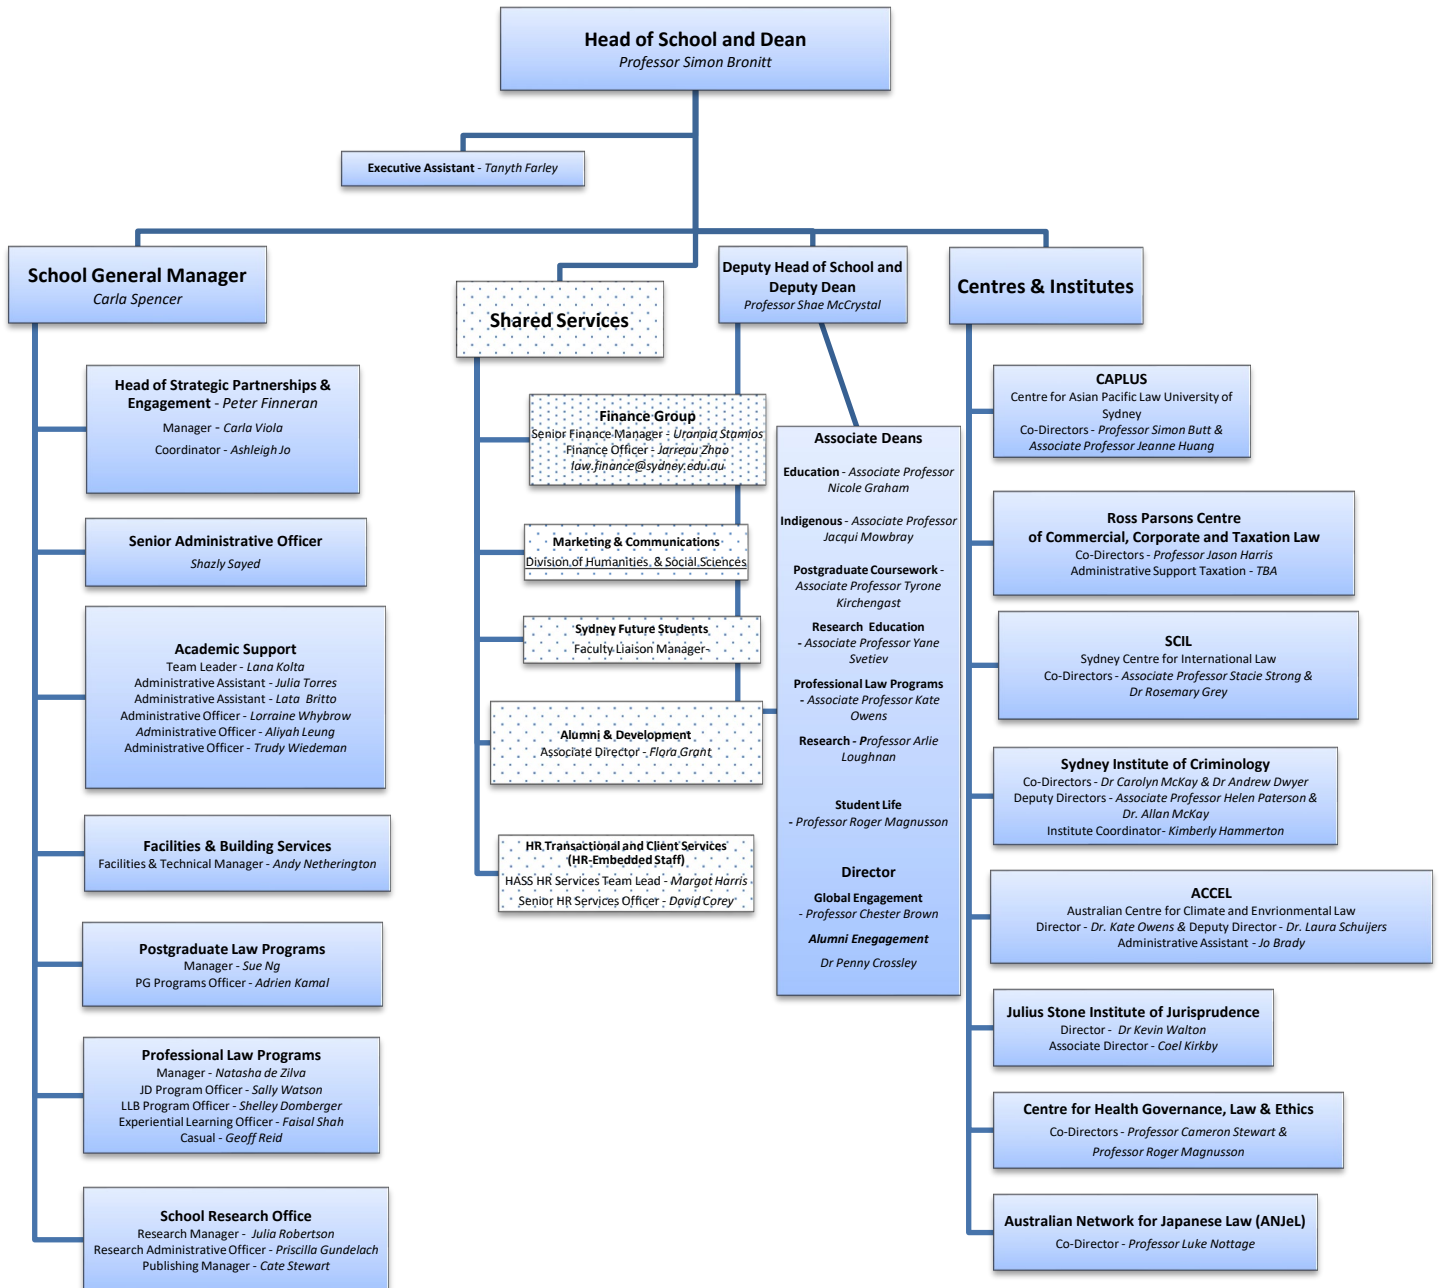 Head of School and Dean
Professor Simon Bronitt
Executive Assistant - Tanyth Farley
School General Manager
Carla Spencer
Head of Strategic Partnerships &
Engagement - Peter Finneran
Manager - Carla Viola
Coordinator - Ashleigh Jo
Senior Administrative Officer
Shazly Sayed
Academic Support
Team Leader - Lana Kolta
Administrative Assistant - Julia Torres
Administrative Assistant - Lata Britto
Administrative Officer - Lorraine Whybrow
Administrative Officer - Aliyah Leung
Administrative Officer - Trudy Wiedeman
Facilities & Building Services
Facilities & Technical Manager - Andy Netherington
Postgraduate Law Programs
Manager - Sue Ng
PG Programs Officer - Adrien Kamal
Professional Law Programs
Manager - Natasha de Zilva
JD Program Officer - Sally Watson
LLB Program Officer - Shelley Domberger
Experiential Learning Officer - Faisal Shah
Casual - Geoff Reid
School Research Office
Research Manager - Julia Robertson
Research Administrative Officer - Priscilla Gundelach
Publishing Manager - Cate Stewart
Shared Services
Finance Group
Senior Finance Manager - Urania Stamios
Finance Officer - Jarreau Zhao
law.finance@sydney.edu.au
Marketing & Communications
Division of Humanities & Social Sciences
Sydney Future Students
Faculty Liaison Manager-
Alumni & Development
Associate Director - Flora Grant
HR Transactional and Client Services
(HR-Embedded Staff)
HASS HR Services Team Lead - Margot Harris
Senior HR Services Officer - David Corey
Deputy Head of School and
Deputy Dean
Professor Shae McCrystal
Associate Deans
Education - Associate Professor
Nicole Graham
Indigenous - Associate Professor
Jacqui Mowbray
Postgraduate Coursework -
Associate Professor Tyrone
Kirchengast
Research Education
- Associate Professor Yane
Svetiev
Professional Law Programs
- Associate Professor Kate
Owens
Research - Professor Arlie
Loughnan
Student Life
- Professor Roger Magnusson
Director
Global Engagement
- Professor Chester Brown
Alumni Enegagement
Dr Penny Crossley
Centres & Institutes
CAPLUS
Centre for Asian Pacific Law University of
Sydney
Co-Directors - Professor Simon Butt &
Associate Professor Jeanne Huang
Ross Parsons Centre
of Commercial, Corporate and Taxation Law
Co-Directors - Professor Jason Harris
Administrative Support Taxation - TBA
SCIL
Sydney Centre for International Law
Co-Directors - Associate Professor Stacie Strong &
Dr Rosemary Grey
Sydney Institute of Criminology
Co-Directors - Dr Carolyn McKay & Dr Andrew Dwyer
Deputy Directors - Associate Professor Helen Paterson &
Dr. Allan McKay
Institute Coordinator- Kimberly Hammerton
ACCEL
Australian Centre for Climate and Envrionmental Law
Director - Dr. Kate Owens & Deputy Director - Dr. Laura Schuijers
Administrative Assistant - Jo Brady
Julius Stone Institute of Jurisprudence
Director - Dr Kevin Walton
Associate Director - Coel Kirkby
Centre for Health Governance, Law & Ethics
Co-Directors - Professor Cameron Stewart &
Professor Roger Magnusson
Australian Network for Japanese Law (ANJeL)
Co-Director - Professor Luke Nottage